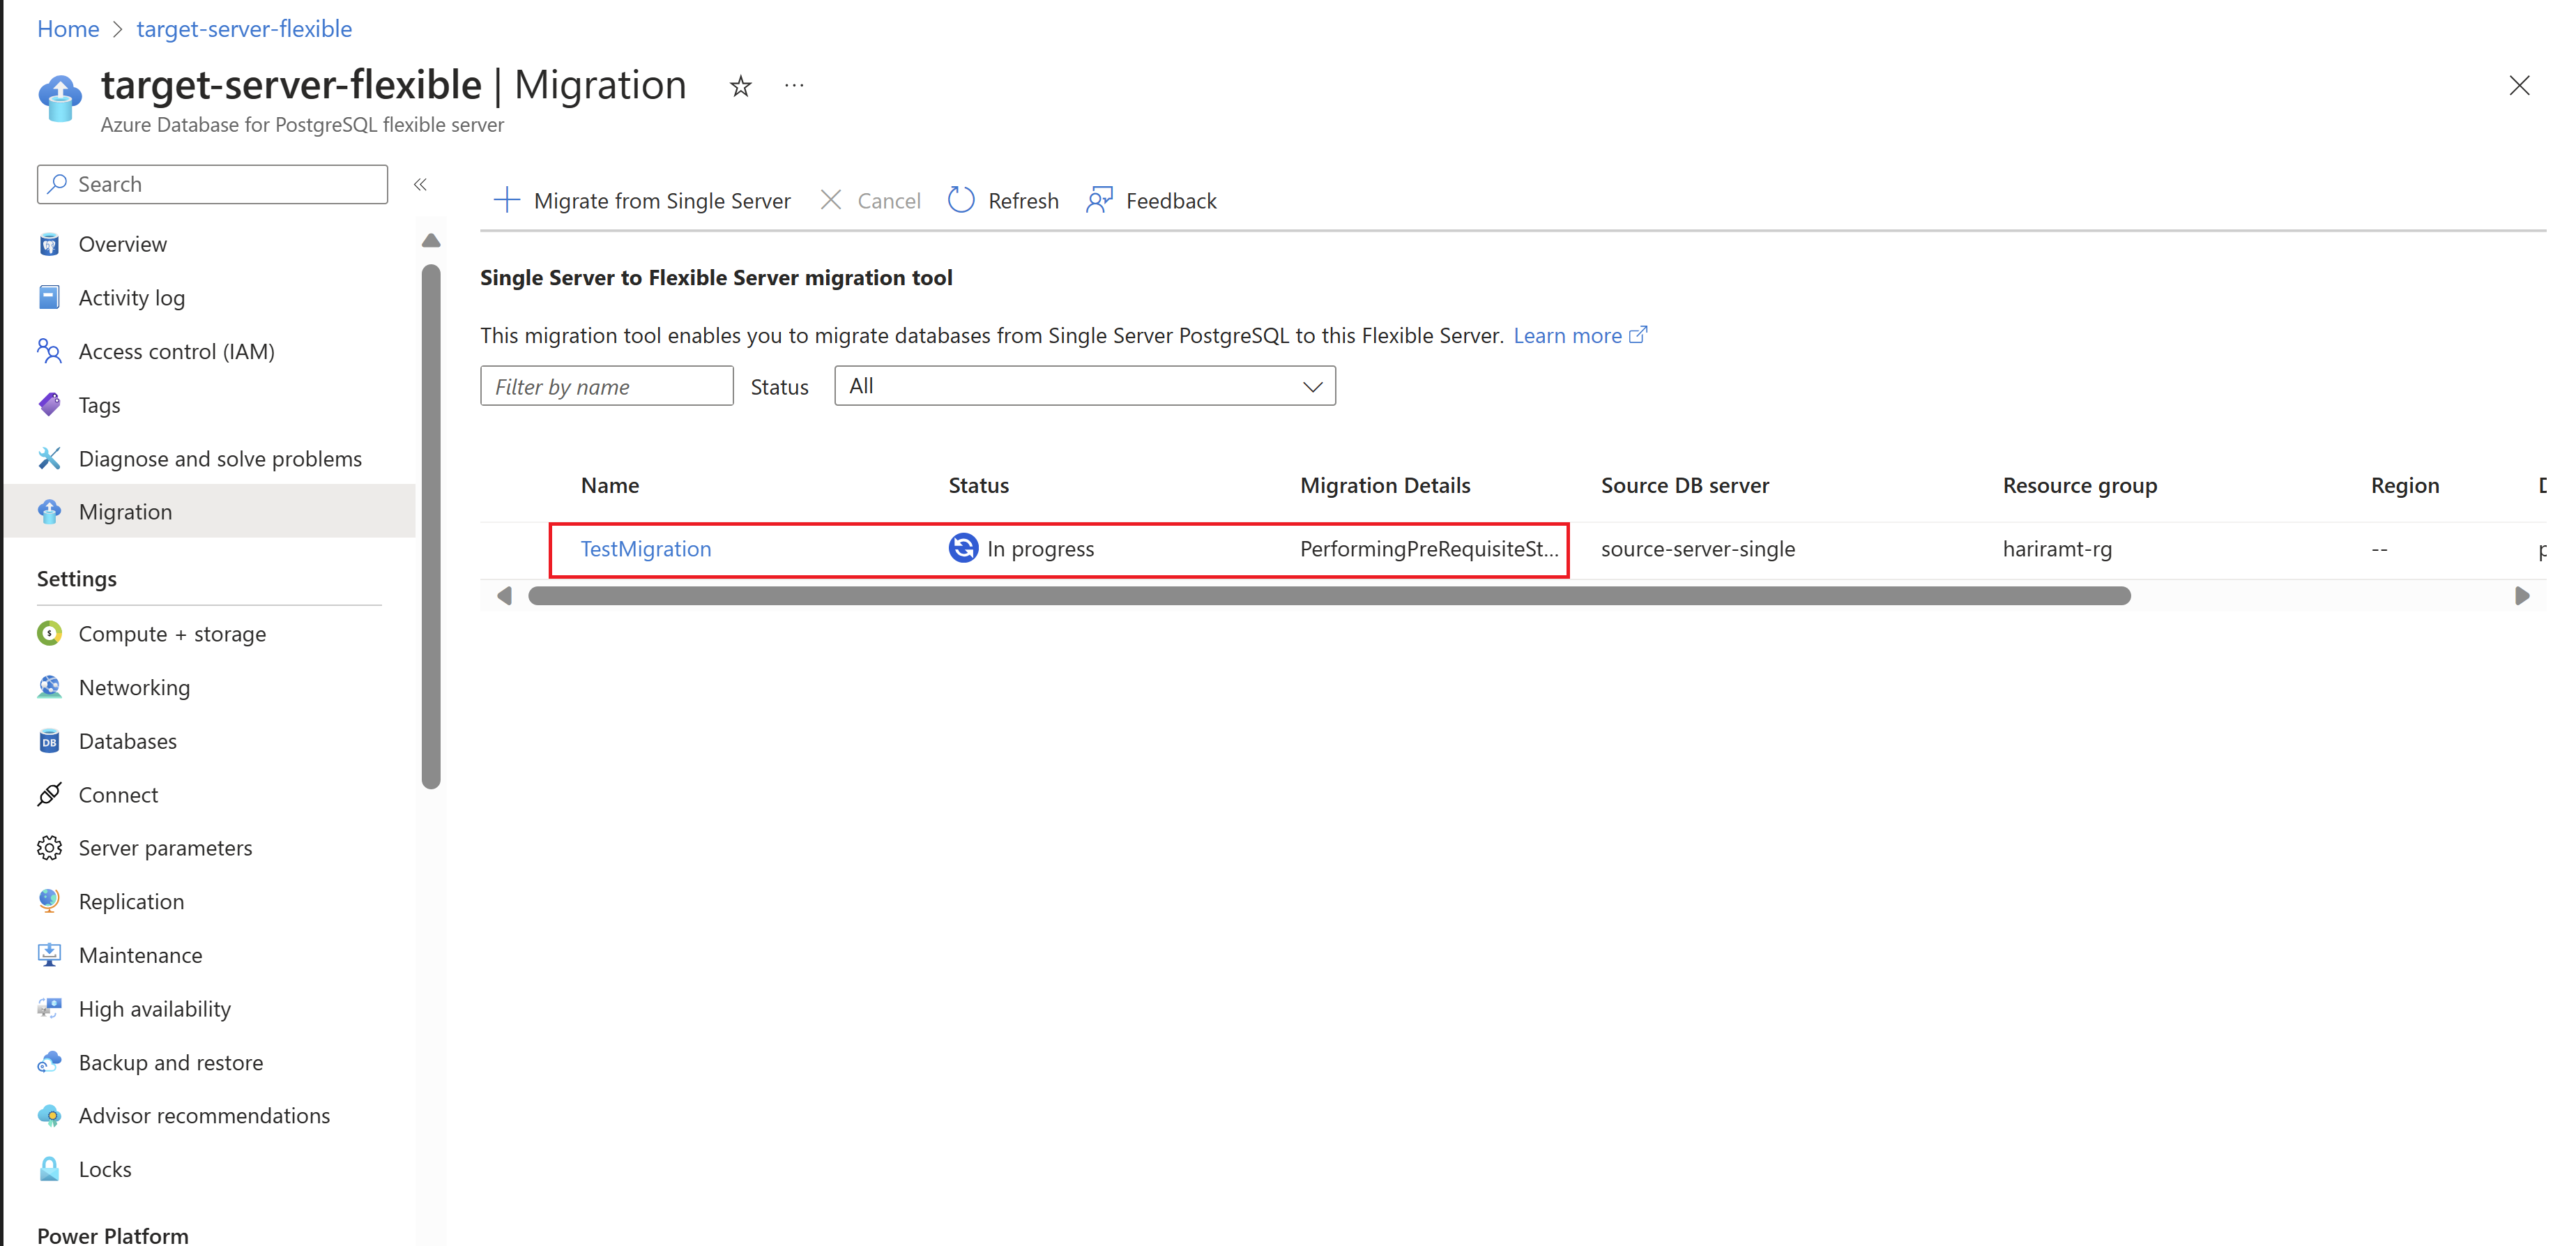 Home > target-server-flexible
target-server-flexible | Migration
Azure Database for PostgreSQL flexible server
Search
Overview
Activity log
Access control (IAM)
Tags
Diagnose and solve problems
Migration
Settings
Compute + storage
Networking
Databases
Connect
Server parameters
Replication
Maintenance
High availability
Backup and restore
Advisor recommendations
Locks
Power Platform
Migrate from Single Server Cancel Refresh Feedback
Single Server to Flexible Server migration tool
This migration tool enables you to migrate databases from Single Server PostgreSQL to this Flexible Server. Learn more
Filter by name Status All
Name Status Migration Details Source DB server Resource group Region
TestMigration In progress PerformingPreRequisiteSt... source-server-single hariramt-rg --